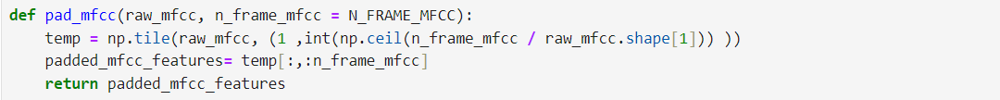 def pad_mfcc(raw_mfcc, n_frame_mfcc = N_FRAME_MFCC):
    temp = np.tile(raw_mfcc, (1 ,int(np.ceil(n_frame_mfcc / raw_mfcc.shape[1])) ))
    padded_mfcc_features= temp[:,:n_frame_mfcc]
    return padded_mfcc_features